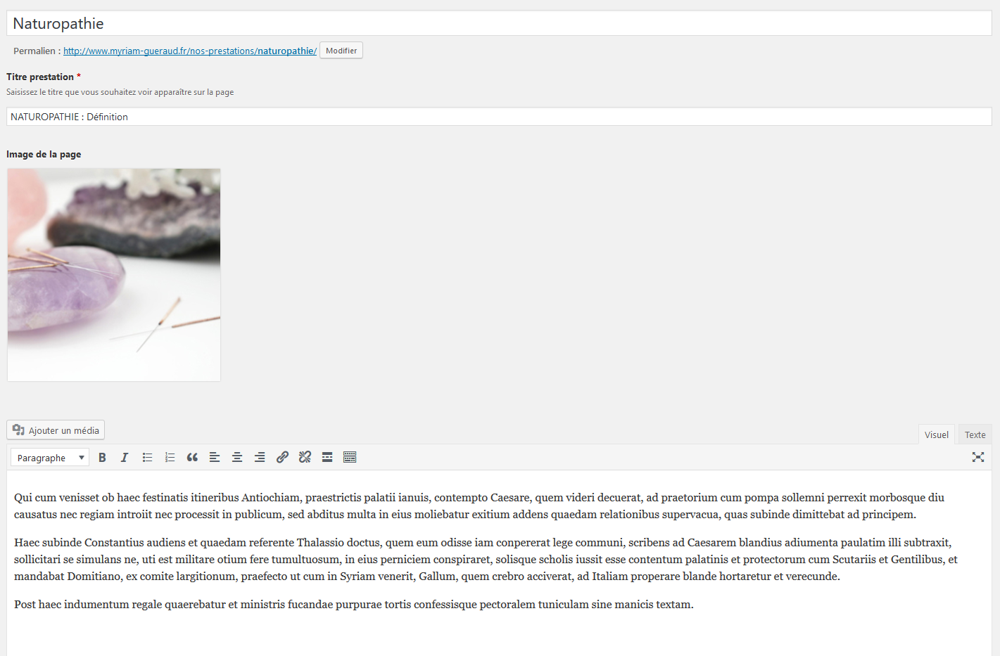 Naturopathie
Permalien : http://www.myriam-gueraud.fr/nos-prestations/naturopathie/ Modifier
Titre prestation *
Saisissez le titre que vous souhaitez voir apparaître sur la page
NATUROPATHIE : Définition
Image de la page
Ajouter un média
Visuel Texte
Paragraphe
Qui cum venisset ob haec festinatis itineribus Antiochiam, praestrictis palatii ianuis, contempto Caesare, quem videri decuerat, ad praetorium cum pompa sollemni perrexit morbosque diu
causatus nec regiam introiit nec processit in publicum, sed abditus multa in eius moliebatur exitium addens quaedam relationibus supervacua, quas subinde dimittebat ad principem.
Haec subinde Constantius audiens et quaedam referente Thalassio doctus, quem eum odisse iam conpererat lege communi, scribens ad Caesarem blandius adiumenta paulatim illi subtraxit,
sollicitari se simulans ne, uti est militare otium fere tumultuosum, in eius perniciem conspiraret, solisque scholis iussit esse contentum palatinis et protectorum cum Scutariis et Gentilibus, et
mandabat Domitiano, ex comite largitionum, praefecto ut cum in Syriam venerit, Gallum, quem crebro acciverat, ad Italiam properare blande hortaretur et verecunde.
Post haec indumentum regale quaerebatur et ministris fucandae purpurae tortis confessisque pectoralem tuniculam sine manicis textam.